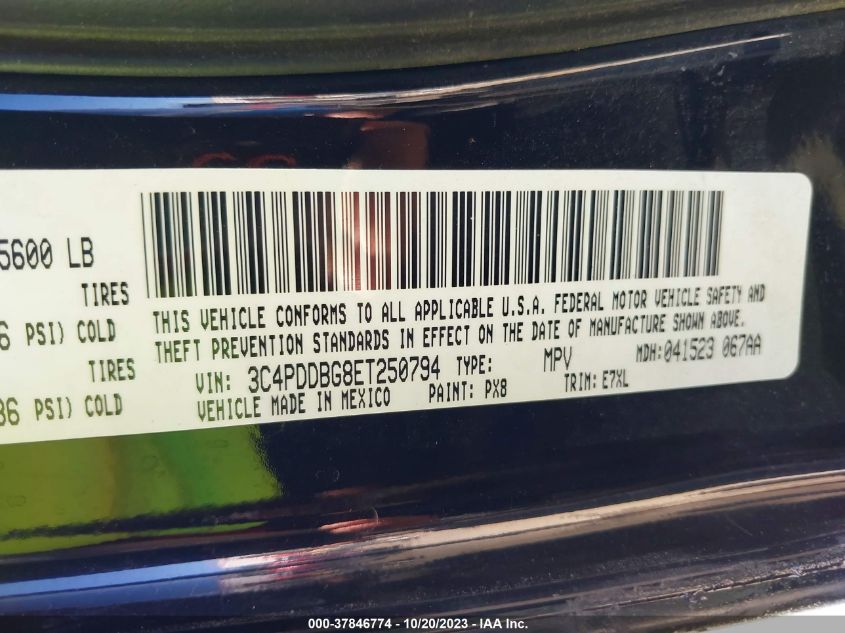 5600 LB
TIRES
6 PSI) COLD
TIRES
36 PSI) COLD
THIS VEHICLE CONFORMS TO ALL APPLICABLE U.S.A. FEDERAL MOTOR VEHICLE SAFETY AND
THEFT PREVENTION STANDARDS IN EFFECT ON THE DATE OF MANUFACTURE SHOWN ABOVE.
VIN: 3C4PDDBG8ET250794 TYPE: MPV MDH:041523 067AA
VEHICLE MADE IN MEXICO PAINT: PX8 TRIM: E7XL
000-37846774 - 10/20/2023 - IAA Inc.